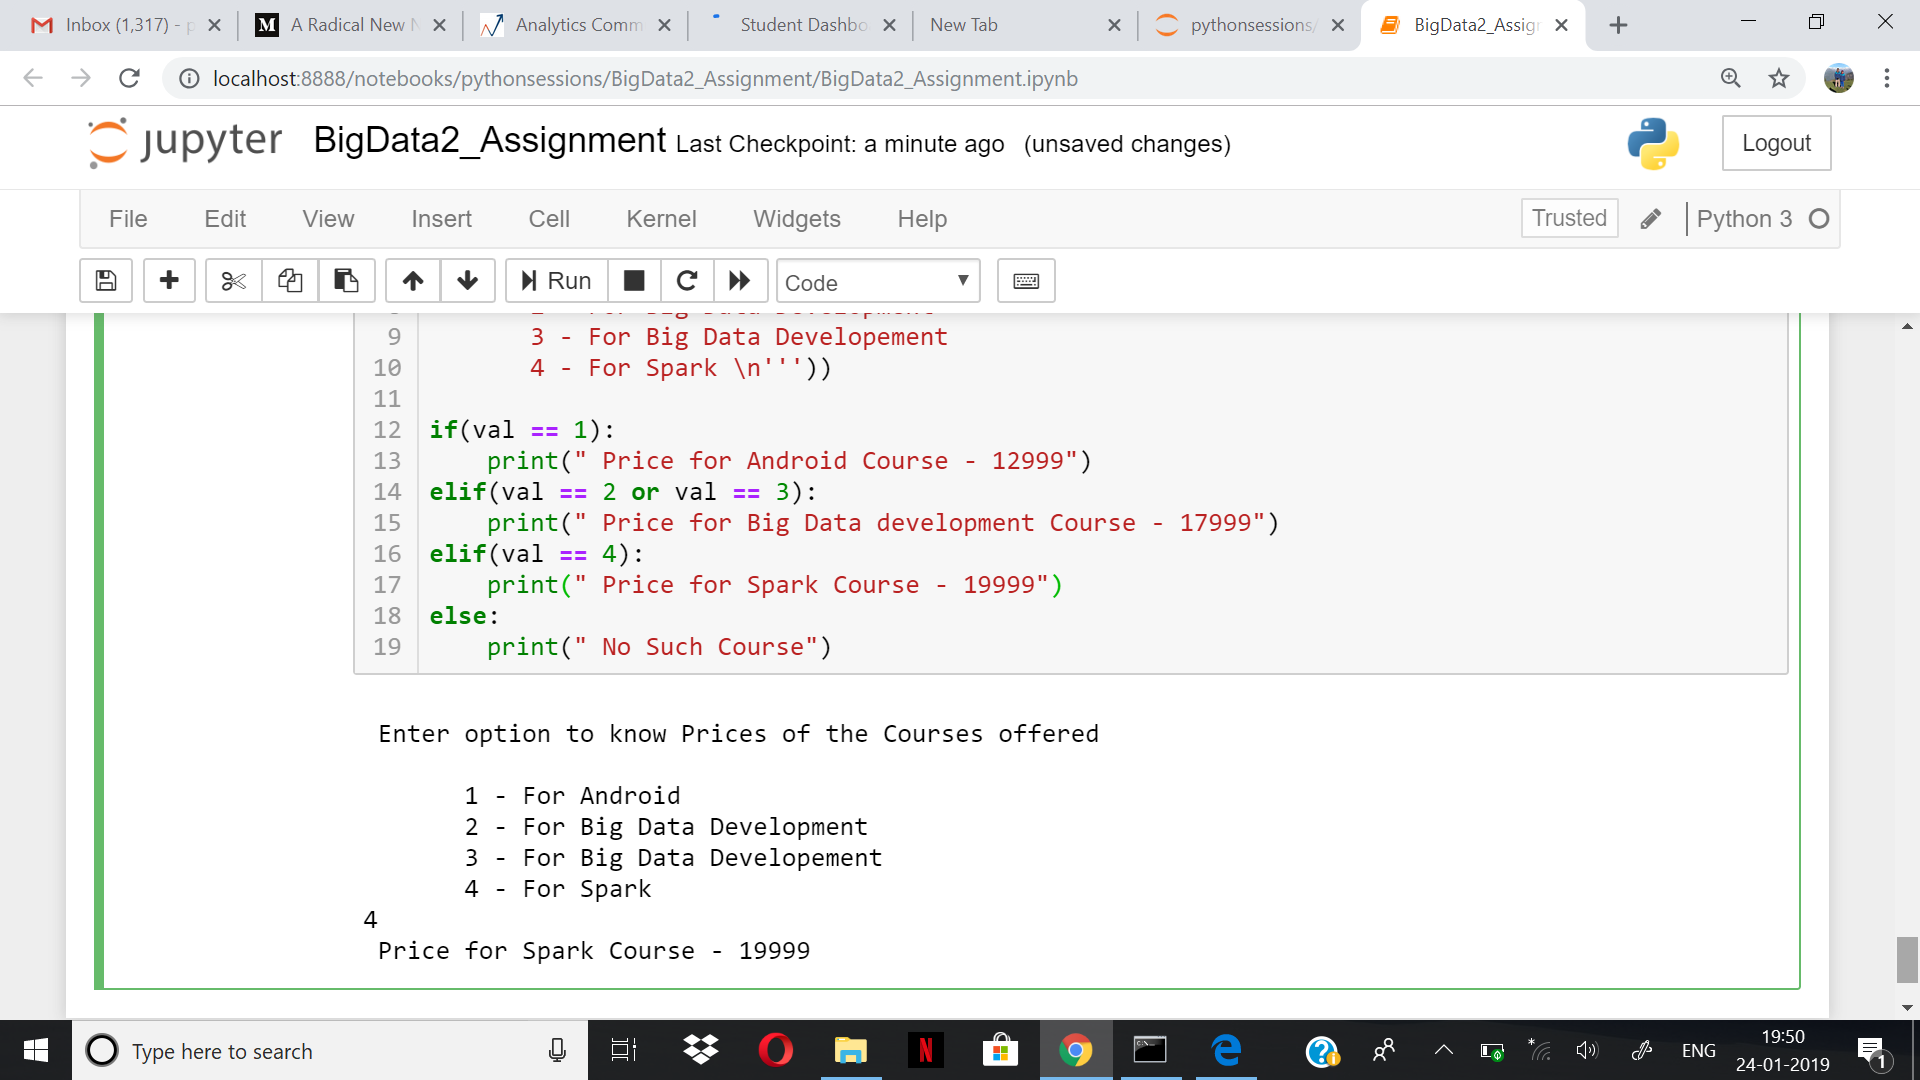 Inbox (1,317) - p
M A Radical New N
Analytics Comm
Student Dashbo
New Tab
pythonsessions/
BigData2_Assign
localhost:8888/notebooks/pythonsessions/BigData2_Assignment/BigData2_Assignment.ipynb
jupyter BigData2_Assignment Last Checkpoint: a minute ago (unsaved changes)
Logout
File Edit View Insert Cell Kernel Widgets Help
Trusted Python 3
Run Code
9 3 - For Big Data Developement
10 4 - For Spark \n'''))
11
12 if(val == 1):
13 print(" Price for Android Course - 12999")
14 elif(val == 2 or val == 3):
15 print(" Price for Big Data development Course - 17999")
16 elif(val == 4):
17 print(" Price for Spark Course - 19999")
18 else:
19 print(" No Such Course")
Enter option to know Prices of the Courses offered
1 - For Android
2 - For Big Data Development
3 - For Big Data Developement
4 - For Spark
4
Price for Spark Course - 19999
Type here to search
N
ENG
19:50
24-01-2019
1